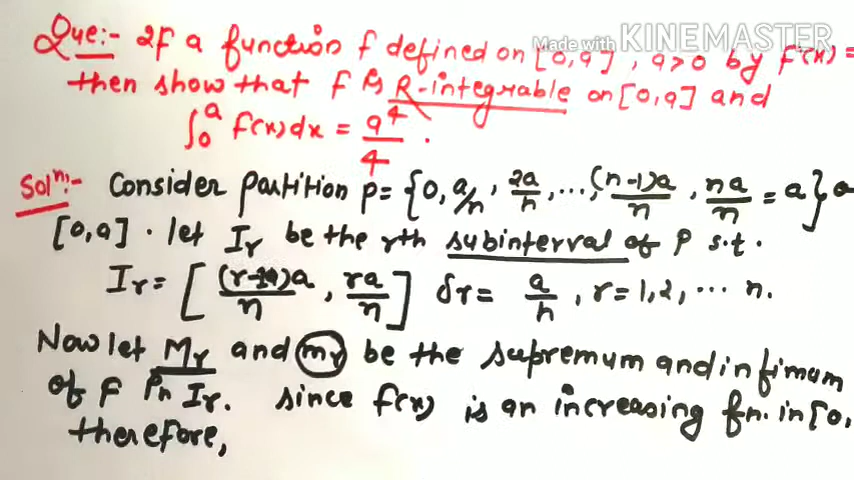 Que:- If a function f defined on [0,a], a>0 by f(x) =
Made with KINEMASTER
then show that f is R-integrable on [0,a] and
∫₀ᵃ f(x)dx = a⁴/4.
Solⁿ:- Consider partition P = {0, a/n, 2a/n, ..., (n-1)a/n, na/n = a}
[0,a]. let Ir be the rth subinterval of P s.t.
Ir = [(r-1)a/n, ra/n] δr = a/n, r=1,2,... n.
Now let Mr and mr be the supremum and infimum
of f in Ir. since f(x) is an increasing fn. in [0,
therefore,